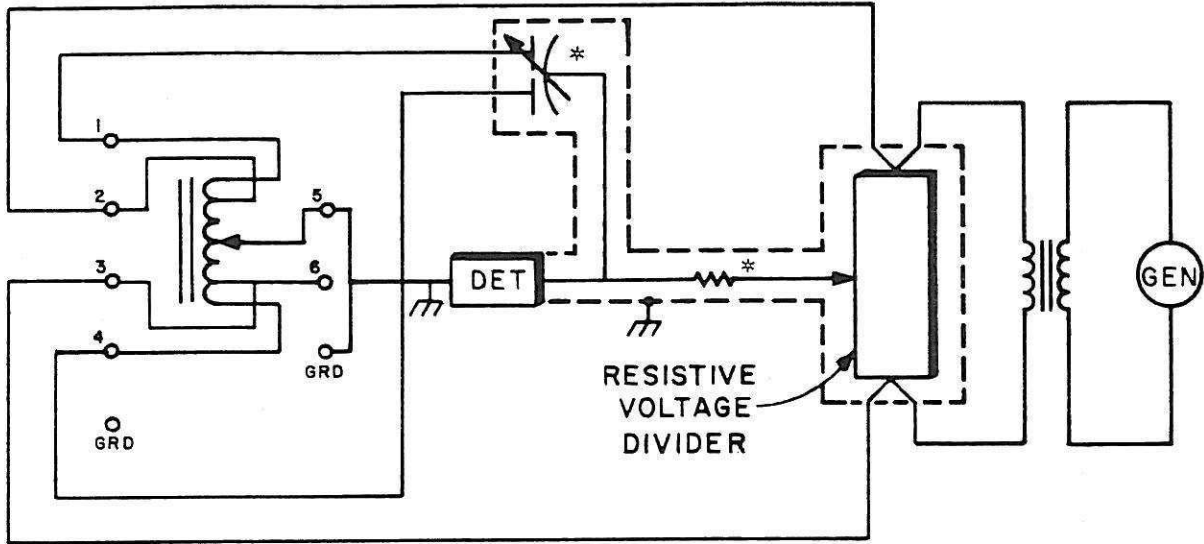 *
1
2
3
4
5
6
GRD
GRD
DET
*
RESISTIVE
VOLTAGE
DIVIDER
GEN